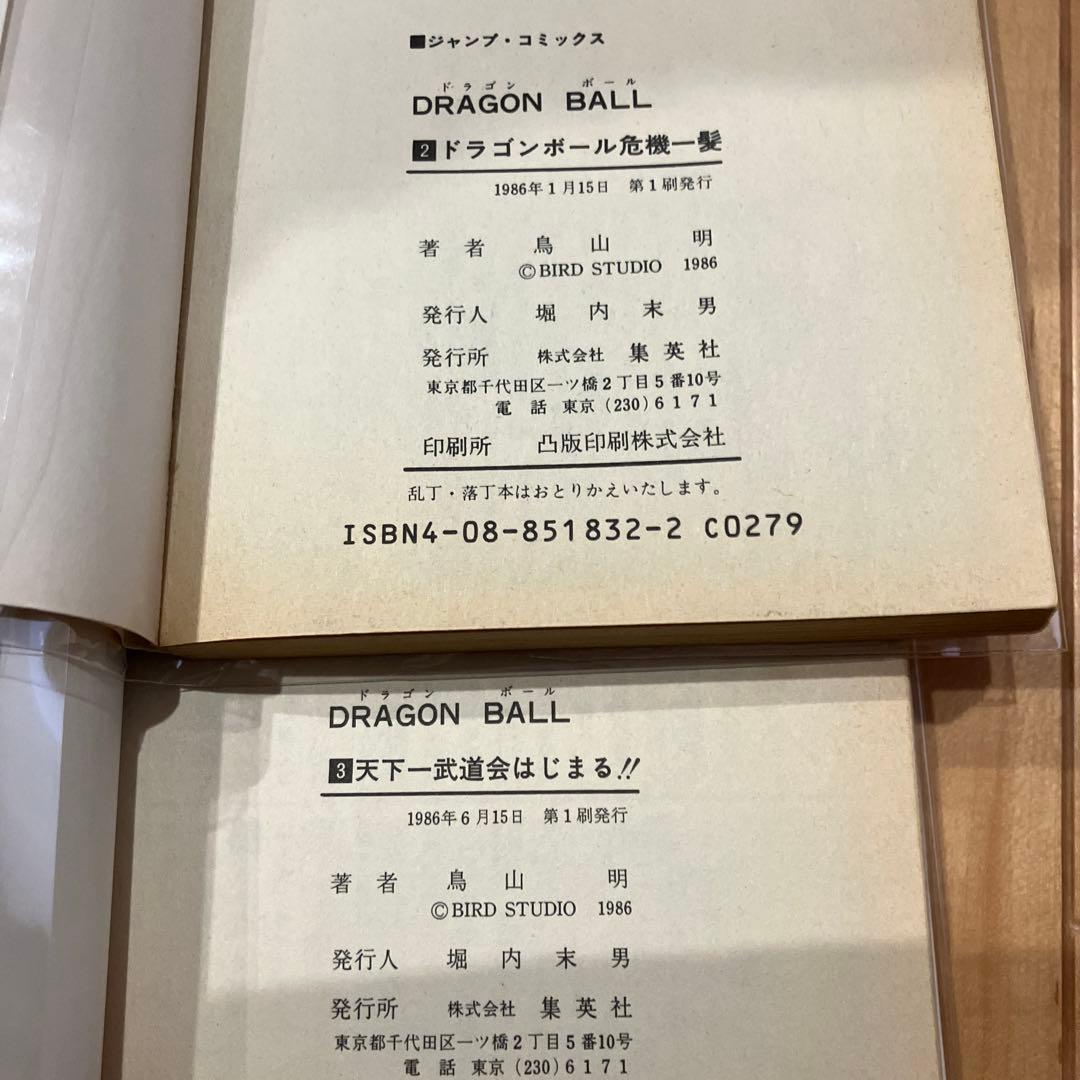 ■ジャンプ・コミックス
ドラゴン ボール
DRAGON BALL
2 ドラゴンボール危機一髪
1986年1月15日 第1刷発行
著者 鳥山 明
©BIRD STUDIO 1986
発行人 堀内末男
発行所 株式会社 集英社
東京都千代田区一ツ橋2丁目5番10号
電話 東京(230)6171
印刷所 凸版印刷株式会社
乱丁・落丁本はおとりかえいたします。
ISBN4-08-851832-2 C0279
ドラゴン ボール
DRAGON BALL
3 天下一武道会はじまる!!
1986年6月15日 第1刷発行
著者 鳥山 明
©BIRD STUDIO 1986
発行人 堀内末男
発行所 株式会社 集英社
東京都千代田区一ツ橋2丁目5番10号
電話 東京(230)6171